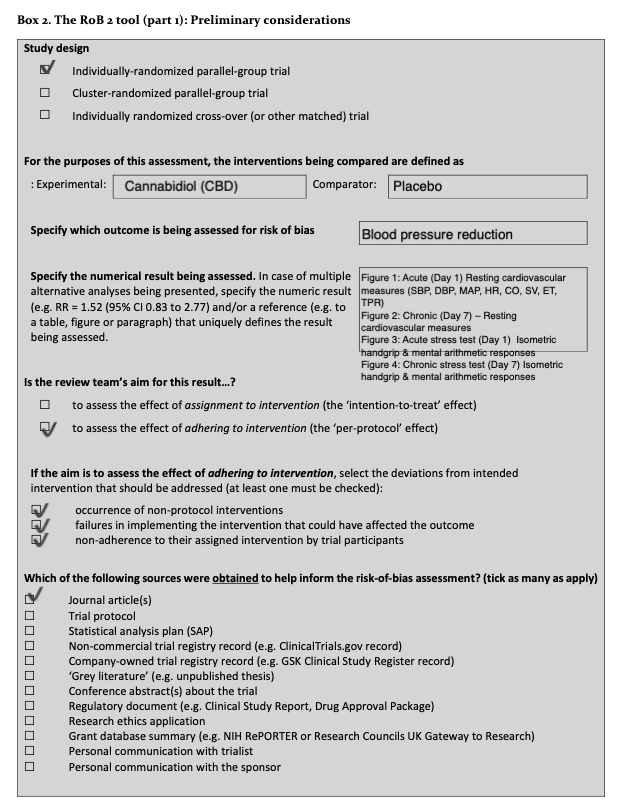 Box 2. The RoB 2 tool (part 1): Preliminary considerations
Study design
Individually-randomized parallel-group trial
Cluster-randomized parallel-group trial
Individually randomized cross-over (or other matched) trial
For the purposes of this assessment, the interventions being compared are defined as
: Experimental: Cannabidiol (CBD) Comparator: Placebo
Specify which outcome is being assessed for risk of bias Blood pressure reduction
Specify the numerical result being assessed. In case of multiple
alternative analyses being presented, specify the numeric result
(e.g. RR = 1.52 (95% CI 0.83 to 2.77) and/or a reference (e.g. to
a table, figure or paragraph) that uniquely defines the result
being assessed.
Figure 1: Acute (Day 1) Resting cardiovascular
measures (SBP, DBP, MAP, HR, CO, SV, ET,
TPR)
Figure 2: Chronic (Day 7) – Resting
cardiovascular measures
Figure 3: Acute stress test (Day 1) Isometric
handgrip & mental arithmetic responses
Figure 4: Chronic stress test (Day 7) Isometric
handgrip & mental arithmetic responses
Is the review team's aim for this result…?
to assess the effect of assignment to intervention (the 'intention-to-treat' effect)
to assess the effect of adhering to intervention (the 'per-protocol' effect)
If the aim is to assess the effect of adhering to intervention, select the deviations from intended
intervention that should be addressed (at least one must be checked):
occurrence of non-protocol interventions
failures in implementing the intervention that could have affected the outcome
non-adherence to their assigned intervention by trial participants
Which of the following sources were obtained to help inform the risk-of-bias assessment? (tick as many as apply)
Journal article(s)
Trial protocol
Statistical analysis plan (SAP)
Non-commercial trial registry record (e.g. ClinicalTrials.gov record)
Company-owned trial registry record (e.g. GSK Clinical Study Register record)
'Grey literature' (e.g. unpublished thesis)
Conference abstract(s) about the trial
Regulatory document (e.g. Clinical Study Report, Drug Approval Package)
Research ethics application
Grant database summary (e.g. NIH RePORTER or Research Councils UK Gateway to Research)
Personal communication with trialist
Personal communication with the sponsor